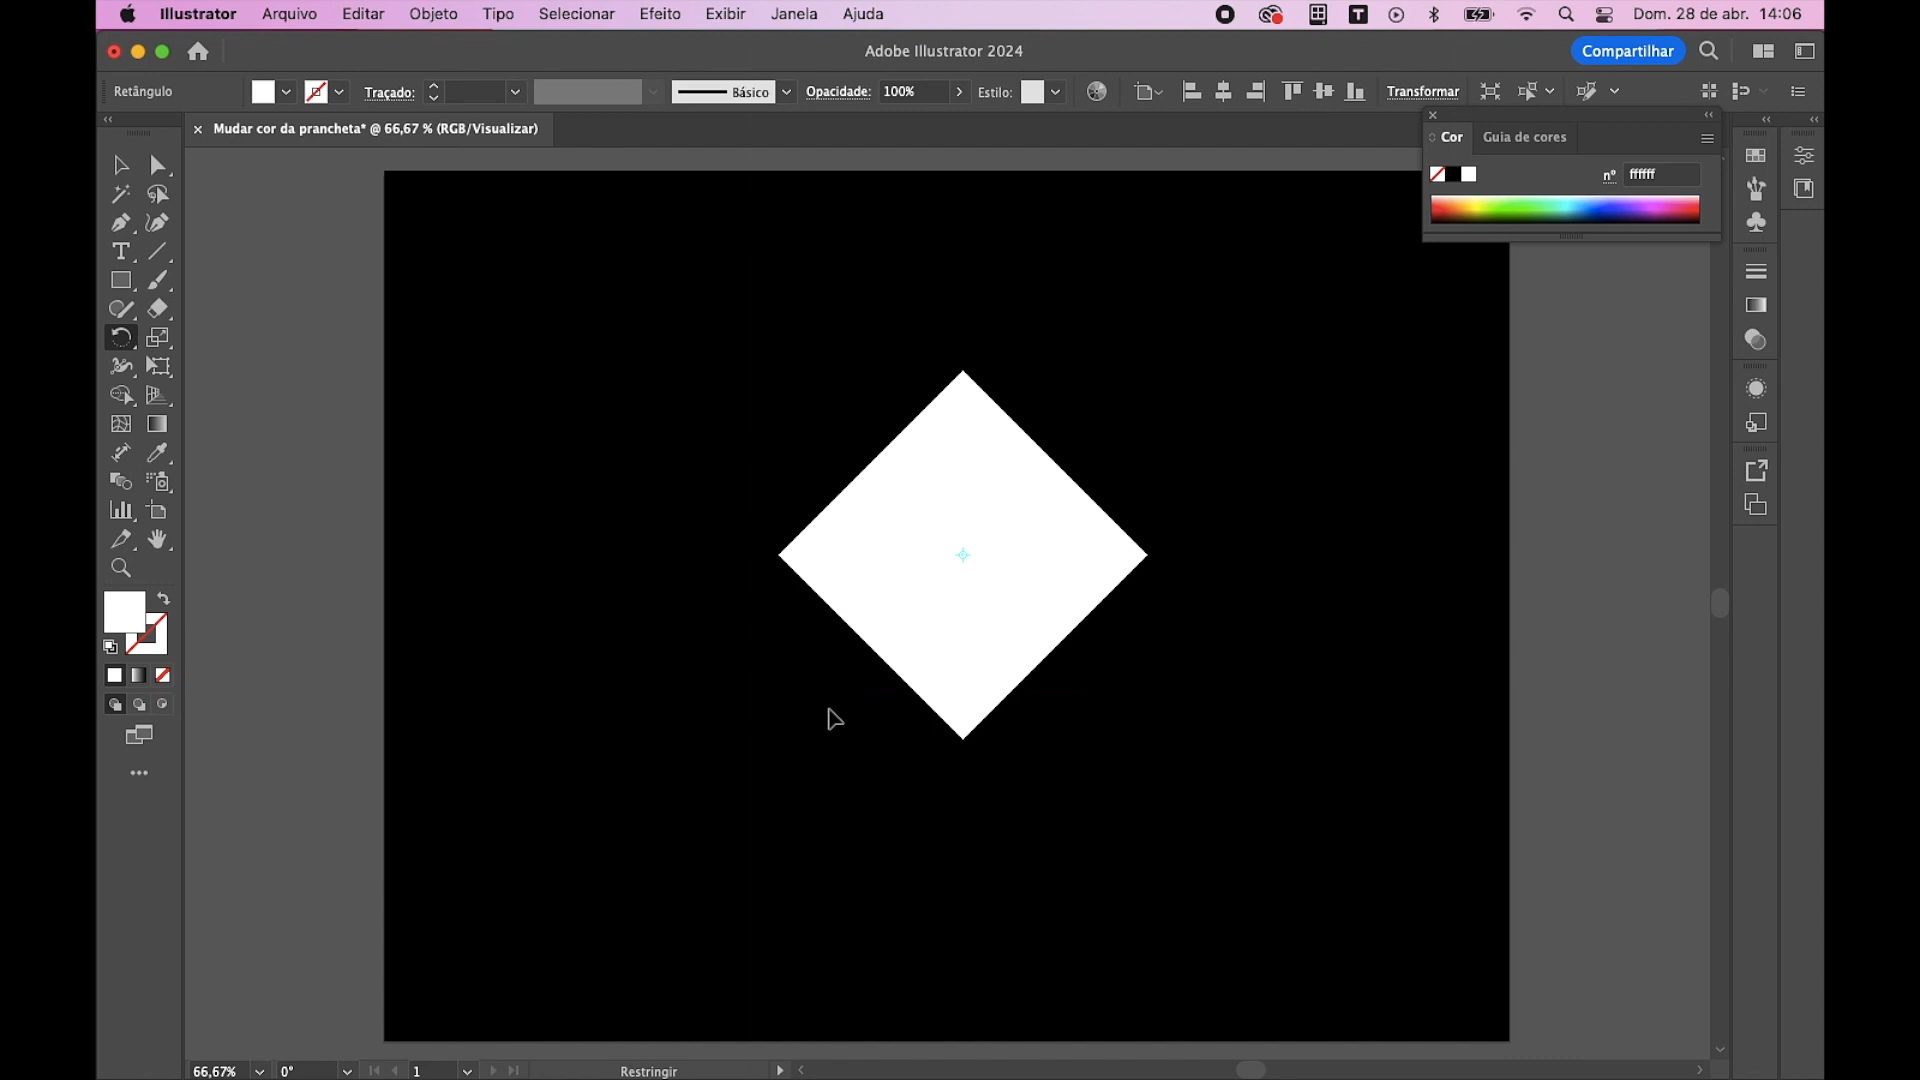 Illustrator Arquivo Editar Objeto Tipo Selecionar Efeito Exibir Janela Ajuda T Dom. 28 de abr. 14:06
Adobe Illustrator 2024 Compartilhar
Retângulo Traçado: Básico Opacidade: 100% Estilo: Transformar
× Mudar cor da prancheta* @ 66,67 % (RGB/Visualizar)
Cor Guia de cores
nº ffffff
T
66,67% 0° 1 Restringir